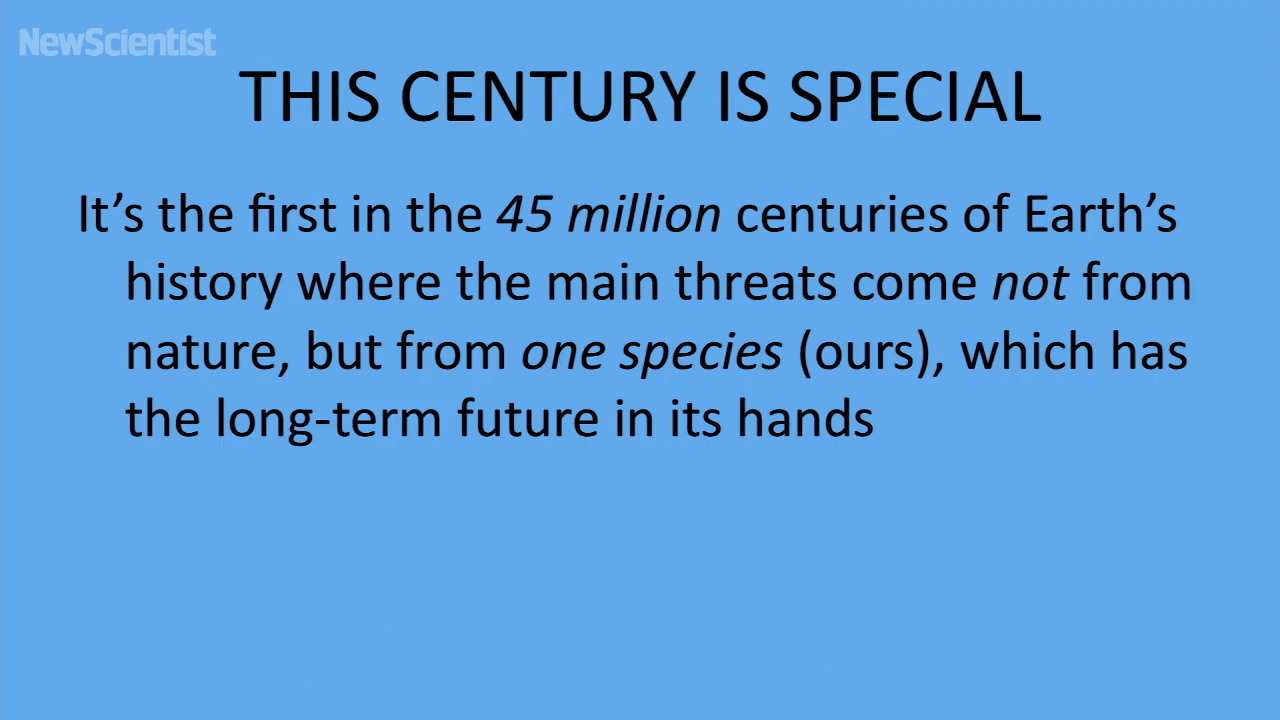 NewScientist
THIS CENTURY IS SPECIAL
It’s the first in the 45 million centuries of Earth’s
history where the main threats come not from
nature, but from one species (ours), which has
the long-term future in its hands